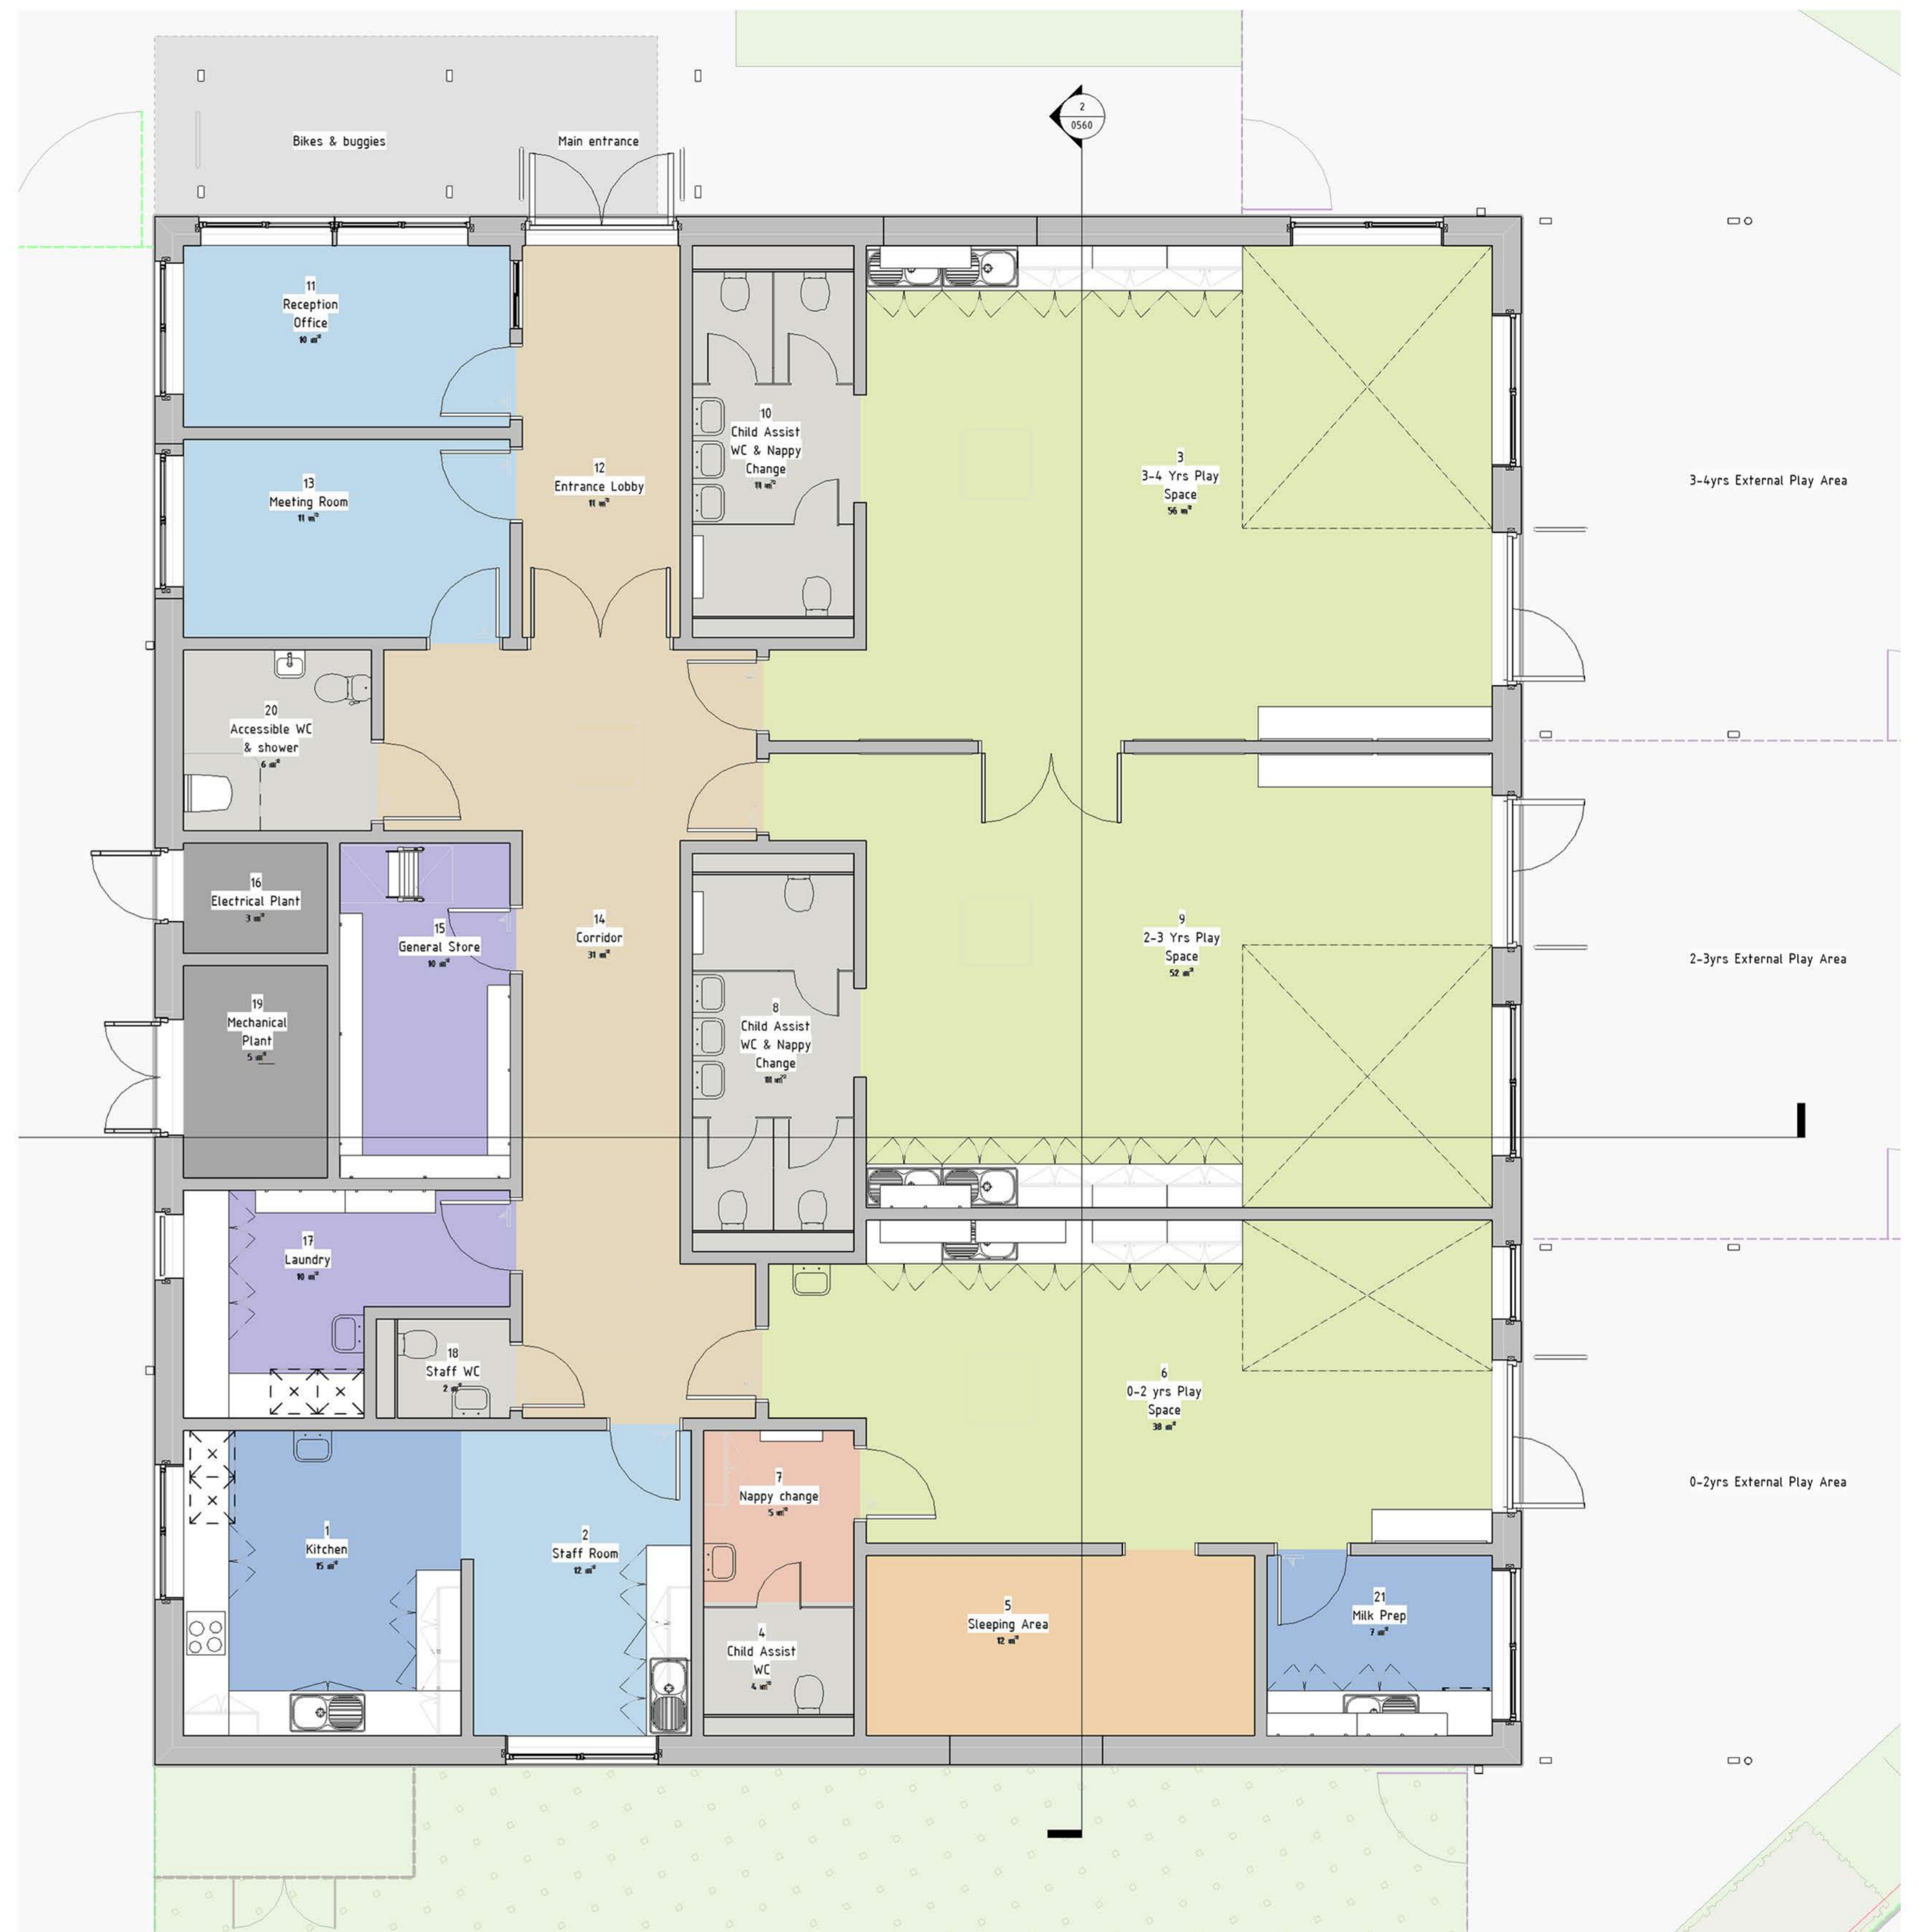 2
0560
Bikes & buggies
Main entrance
11
Reception
Office
10 m²
10
Child Assist
WC & Nappy
Change
11 m²
12
Entrance Lobby
11 m²
3
3-4 Yrs Play
Space
56 m²
3-4yrs External Play Area
13
Meeting Room
11 m²
20
Accessible WC
& shower
6 m²
16
Electrical Plant
3 m²
15
General Store
10 m²
14
Corridor
31 m²
9
2-3 Yrs Play
Space
52 m²
2-3yrs External Play Area
19
Mechanical
Plant
5 m²
8
Child Assist
WC & Nappy
Change
11 m²
17
Laundry
10 m²
18
Staff WC
2 m²
6
0-2 yrs Play
Space
38 m²
0-2yrs External Play Area
7
Nappy change
5 m²
1
Kitchen
15 m²
2
Staff Room
12 m²
4
Child Assist
WC
4 m²
5
Sleeping Area
12 m²
21
Milk Prep
7 m²